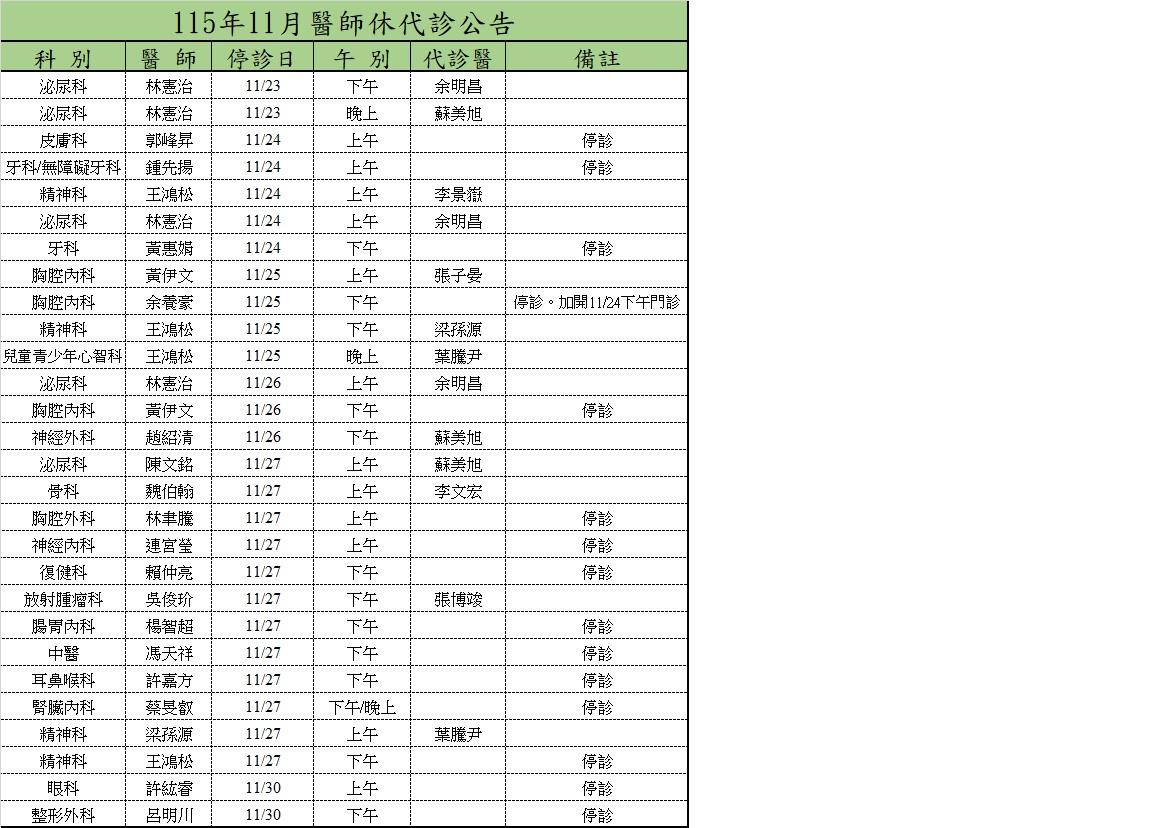 115年11月醫師休代診公告
科 別 醫 師 停診日 午 別 代診醫 備註
泌尿科 林憲治 11/23 下午 余明昌
泌尿科 林憲治 11/23 晚上 蘇美旭
皮膚科 郭峰昇 11/24 上午 停診
牙科/無障礙牙科 鍾先揚 11/24 上午 停診
精神科 王鴻松 11/24 上午 李景嶽
泌尿科 林憲治 11/24 上午 余明昌
牙科 黃惠娟 11/24 下午 停診
胸腔內科 黃伊文 11/25 上午 張子晏
胸腔內科 余養豪 11/25 下午 停診。加開11/24下午門診
精神科 王鴻松 11/25 下午 梁孫源
兒童青少年心智科 王鴻松 11/25 晚上 葉騰尹
泌尿科 林憲治 11/26 上午 余明昌
胸腔內科 黃伊文 11/26 下午 停診
神經外科 趙紹清 11/26 下午 蘇美旭
泌尿科 陳文銘 11/27 上午 蘇美旭
骨科 魏伯翰 11/27 上午 李文宏
胸腔外科 林聿騰 11/27 上午 停診
神經內科 連宮瑩 11/27 上午 停診
復健科 賴仲亮 11/27 下午 停診
放射腫瘤科 吳俊玠 11/27 下午 張博竣
腸胃內科 楊智超 11/27 下午 停診
中醫 馮天祥 11/27 下午 停診
耳鼻喉科 許嘉方 11/27 下午 停診
腎臟內科 蔡旻叡 11/27 下午/晚上 停診
精神科 梁孫源 11/27 上午 葉騰尹
精神科 王鴻松 11/27 下午 停診
眼科 許紘睿 11/30 上午 停診
整形外科 呂明川 11/30 下午 停診